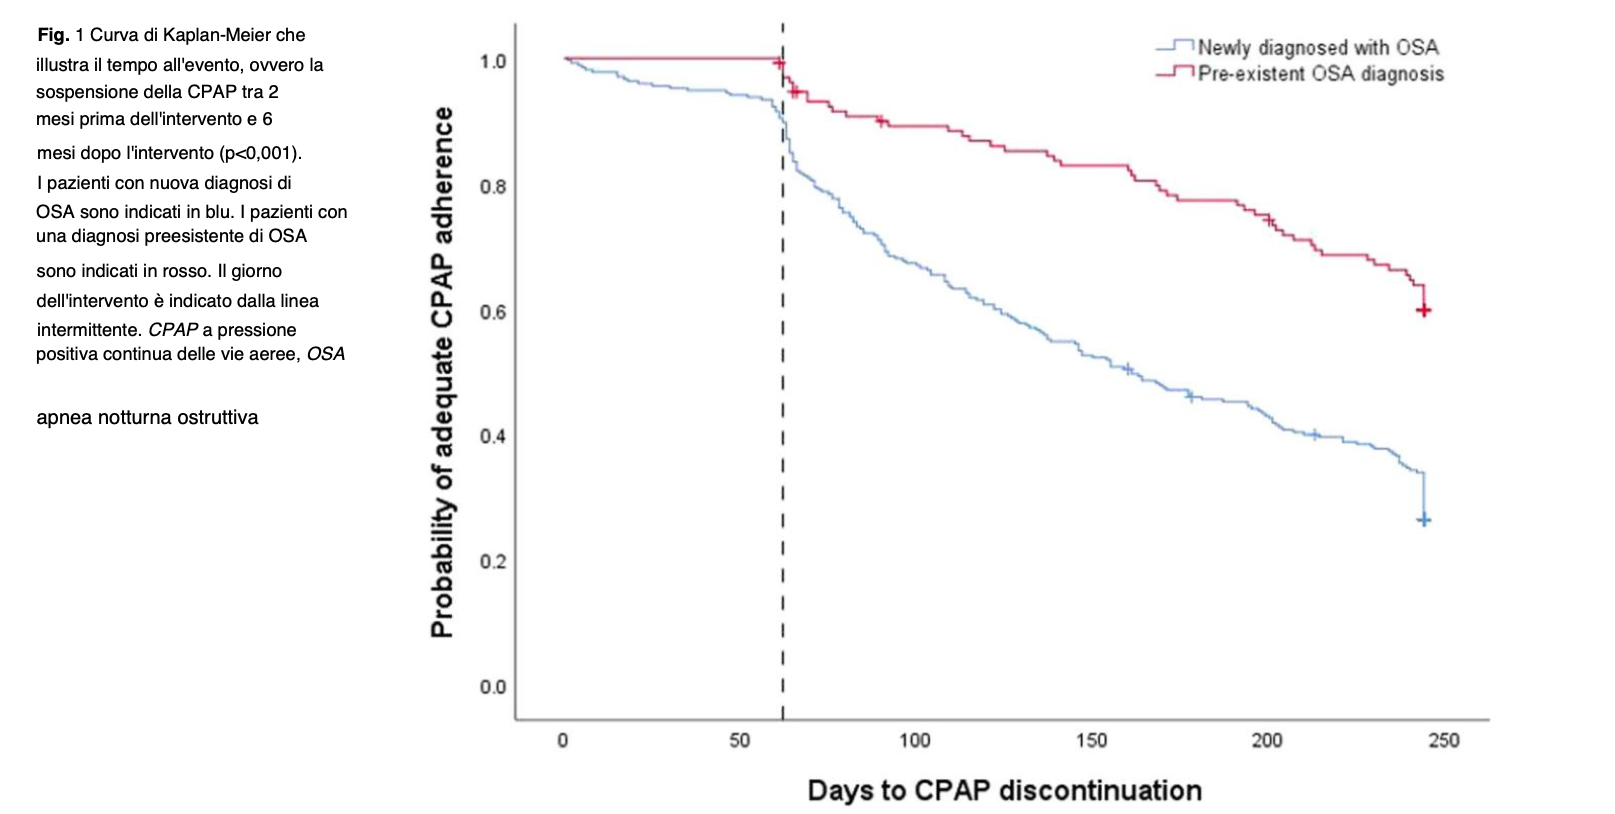 Fig. 1 Curva di Kaplan-Meier che
illustra il tempo all'evento, ovvero la
sospensione della CPAP tra 2
mesi prima dell'intervento e 6
mesi dopo l'intervento (p<0,001).
I pazienti con nuova diagnosi di
OSA sono indicati in blu. I pazienti con
una diagnosi preesistente di OSA
sono indicati in rosso. Il giorno
dell'intervento è indicato dalla linea
intermittente. CPAP a pressione
positiva continua delle vie aeree, OSA
apnea notturna ostruttiva
Probability of adequate CPAP adherence
1.0
0.8
0.6
0.4
0.2
0.0
Newly diagnosed with OSA
Pre-existent OSA diagnosis
0 50 100 150 200 250
Days to CPAP discontinuation